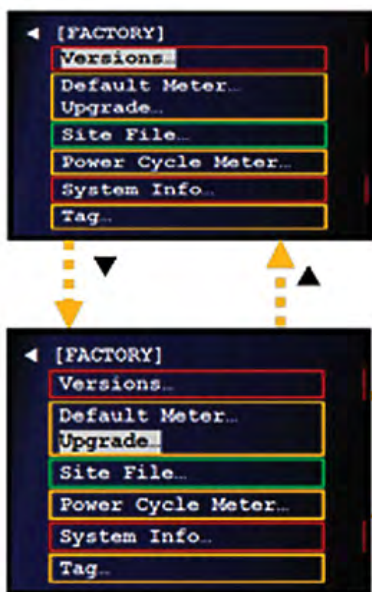 ◄ [FACTORY]
Versions…
Default Meter…
Upgrade…
Site File…
Power Cycle Meter…
System Info…
Tag…
▼ ▲
◄ [FACTORY]
Versions…
Default Meter…
Upgrade…
Site File…
Power Cycle Meter…
System Info…
Tag…